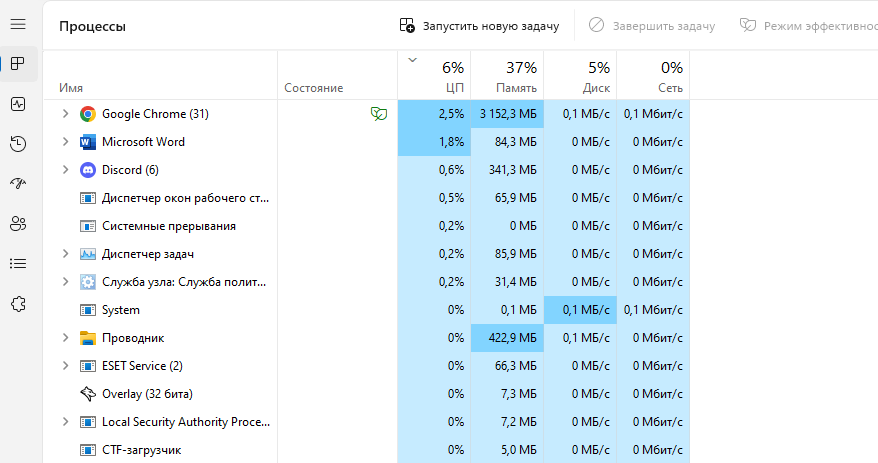 Процессы Запустить новую задачу Завершить задачу Режим эффективнос
6% 37% 5% 0%
Имя Состояние ЦП Память Диск Сеть
Google Chrome (31) 2,5% 3 152,3 МБ 0,1 МБ/с 0,1 Мбит/с
Microsoft Word 1,8% 84,3 МБ 0 МБ/с 0 Мбит/с
Discord (6) 0,6% 341,3 МБ 0 МБ/с 0 Мбит/с
Диспетчер окон рабочего ст... 0,5% 65,9 МБ 0 МБ/с 0 Мбит/с
Системные прерывания 0,2% 0 МБ 0 МБ/с 0 Мбит/с
Диспетчер задач 0,2% 85,9 МБ 0 МБ/с 0 Мбит/с
Служба узла: Служба полит... 0,2% 31,4 МБ 0 МБ/с 0 Мбит/с
System 0% 0,1 МБ 0,1 МБ/с 0,1 Мбит/с
Проводник 0% 422,9 МБ 0,1 МБ/с 0 Мбит/с
ESET Service (2) 0% 66,3 МБ 0 МБ/с 0 Мбит/с
Overlay (32 бита) 0% 7,3 МБ 0 МБ/с 0 Мбит/с
Local Security Authority Proce... 0% 7,2 МБ 0 МБ/с 0 Мбит/с
CTF-загрузчик 0% 5,0 МБ 0 МБ/с 0 Мбит/с